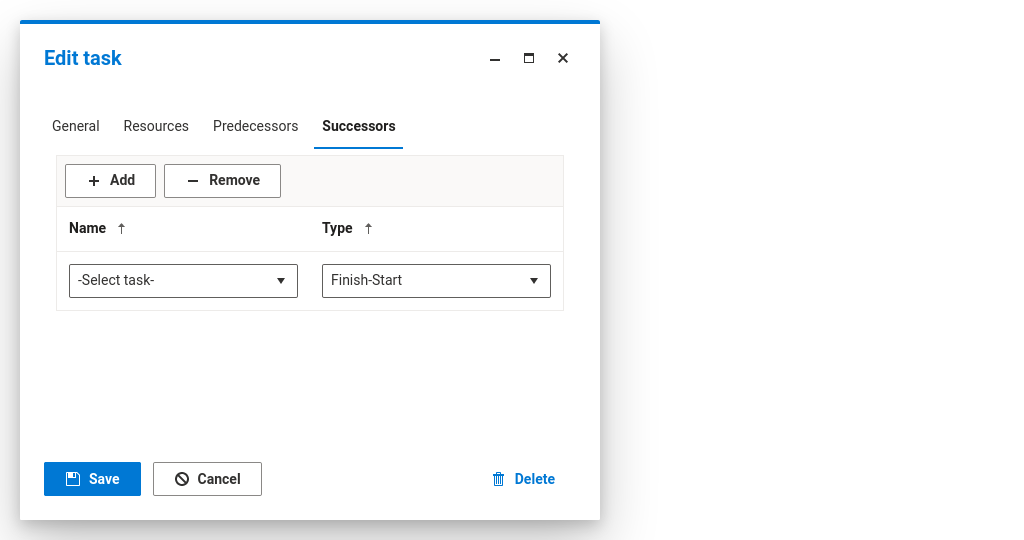 Edit task
General Resources Predecessors Successors
Add Remove
Name Type
-Select task- Finish-Start
Save Cancel Delete